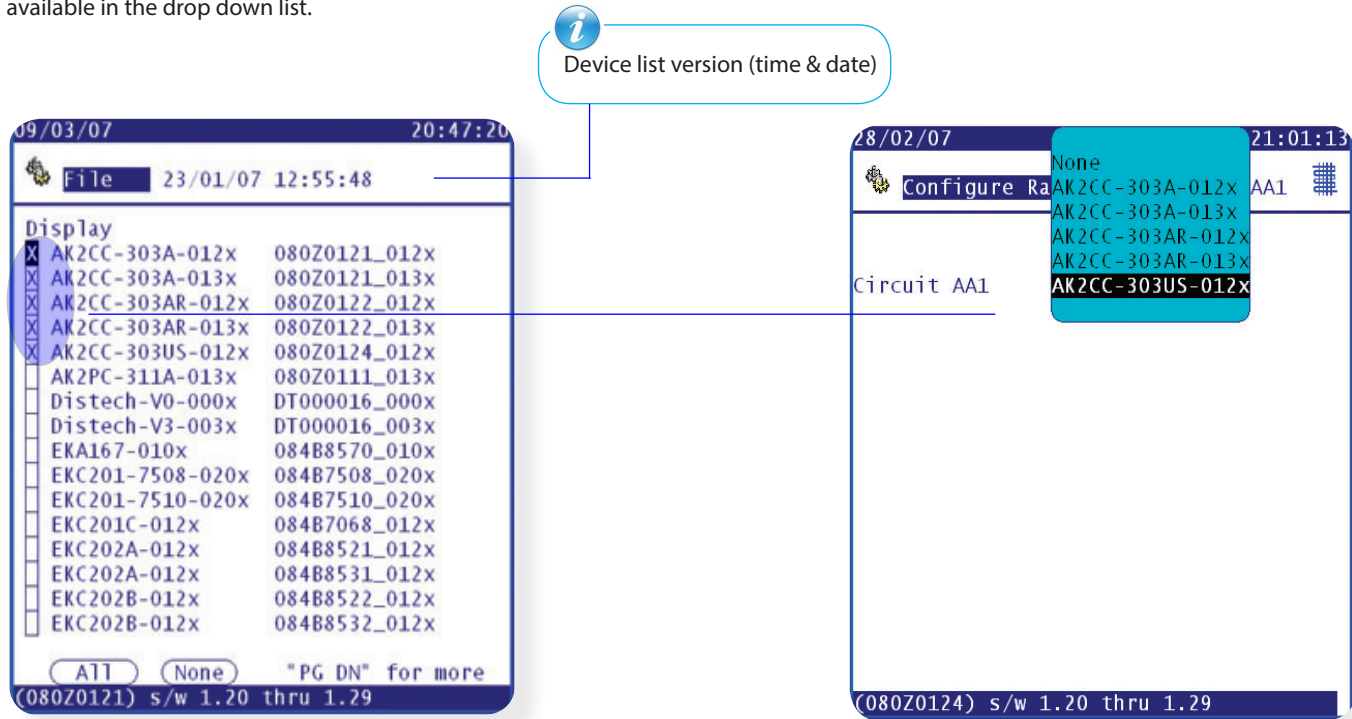 available in the drop down list.
Device list version (time & date)
09/03/07 20:47:20
File 23/01/07 12:55:48
Display
X AK2CC-303A-012x 080Z0121_012x
X AK2CC-303A-013x 080Z0121_013x
X AK2CC-303AR-012x 080Z0122_012x
X AK2CC-303AR-013x 080Z0122_013x
X AK2CC-303US-012x 080Z0124_012x
AK2PC-311A-013x 080Z0111_013x
Distech-V0-000x DT000016_000x
Distech-V3-003x DT000016_003x
EKA167-010x 084B8570_010x
EKC201-7508-020x 084B7508_020x
EKC201-7510-020x 084B7510_020x
EKC201C-012x 084B7068_012x
EKC202A-012x 084B8521_012x
EKC202A-012x 084B8531_012x
EKC202B-012x 084B8522_012x
EKC202B-012x 084B8532_012x
All None "PG DN" for more
(080Z0121) s/w 1.20 thru 1.29
28/02/07 21:01:13
Configure Ra AA1
None
AK2CC-303A-012x
AK2CC-303A-013x
AK2CC-303AR-012x
AK2CC-303AR-013x
Circuit AA1 AK2CC-303US-012x
(080Z0124) s/w 1.20 thru 1.29